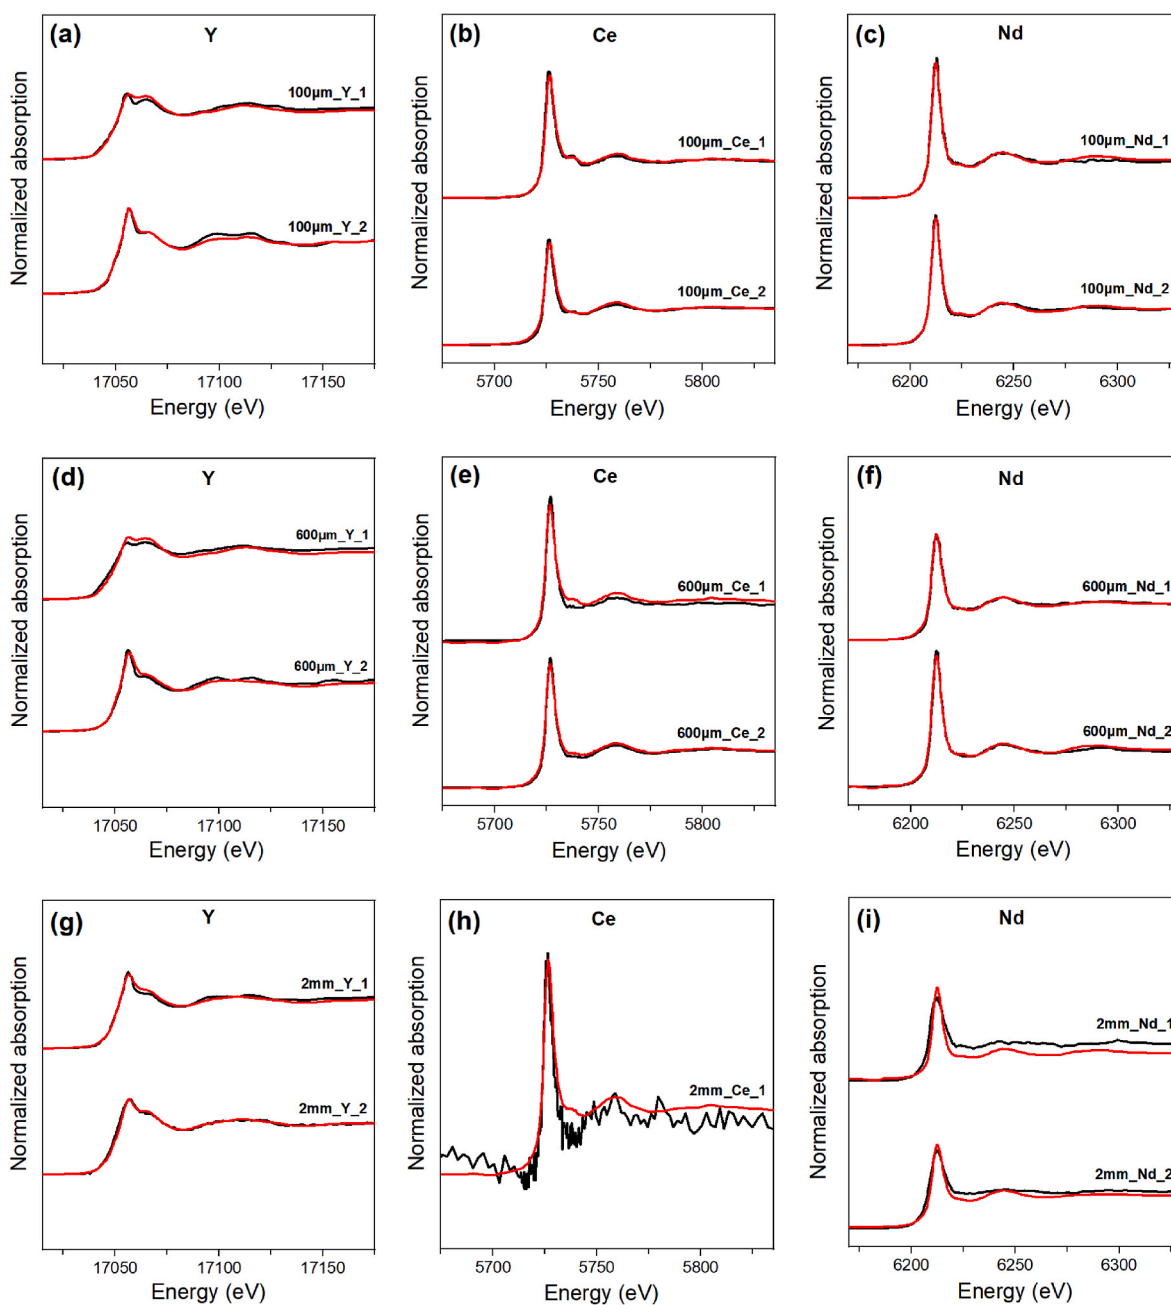 (a) Y
Normalized absorption
100µm_Y_1
100µm_Y_2
17050 17100 17150
Energy (eV)
(b) Ce
Normalized absorption
100µm_Ce_1
100µm_Ce_2
5700 5750 5800
Energy (eV)
(c) Nd
Normalized absorption
100µm_Nd_1
100µm_Nd_2
6200 6250 6300
Energy (eV)
(d) Y
Normalized absorption
600µm_Y_1
600µm_Y_2
17050 17100 17150
Energy (eV)
(e) Ce
Normalized absorption
600µm_Ce_1
600µm_Ce_2
5700 5750 5800
Energy (eV)
(f) Nd
Normalized absorption
600µm_Nd_1
600µm_Nd_2
6200 6250 6300
Energy (eV)
(g) Y
Normalized absorption
2mm_Y_1
2mm_Y_2
17050 17100 17150
Energy (eV)
(h) Ce
Normalized absorption
2mm_Ce_1
5700 5750 5800
Energy (eV)
(i) Nd
Normalized absorption
2mm_Nd_1
2mm_Nd_2
6200 6250 6300
Energy (eV)